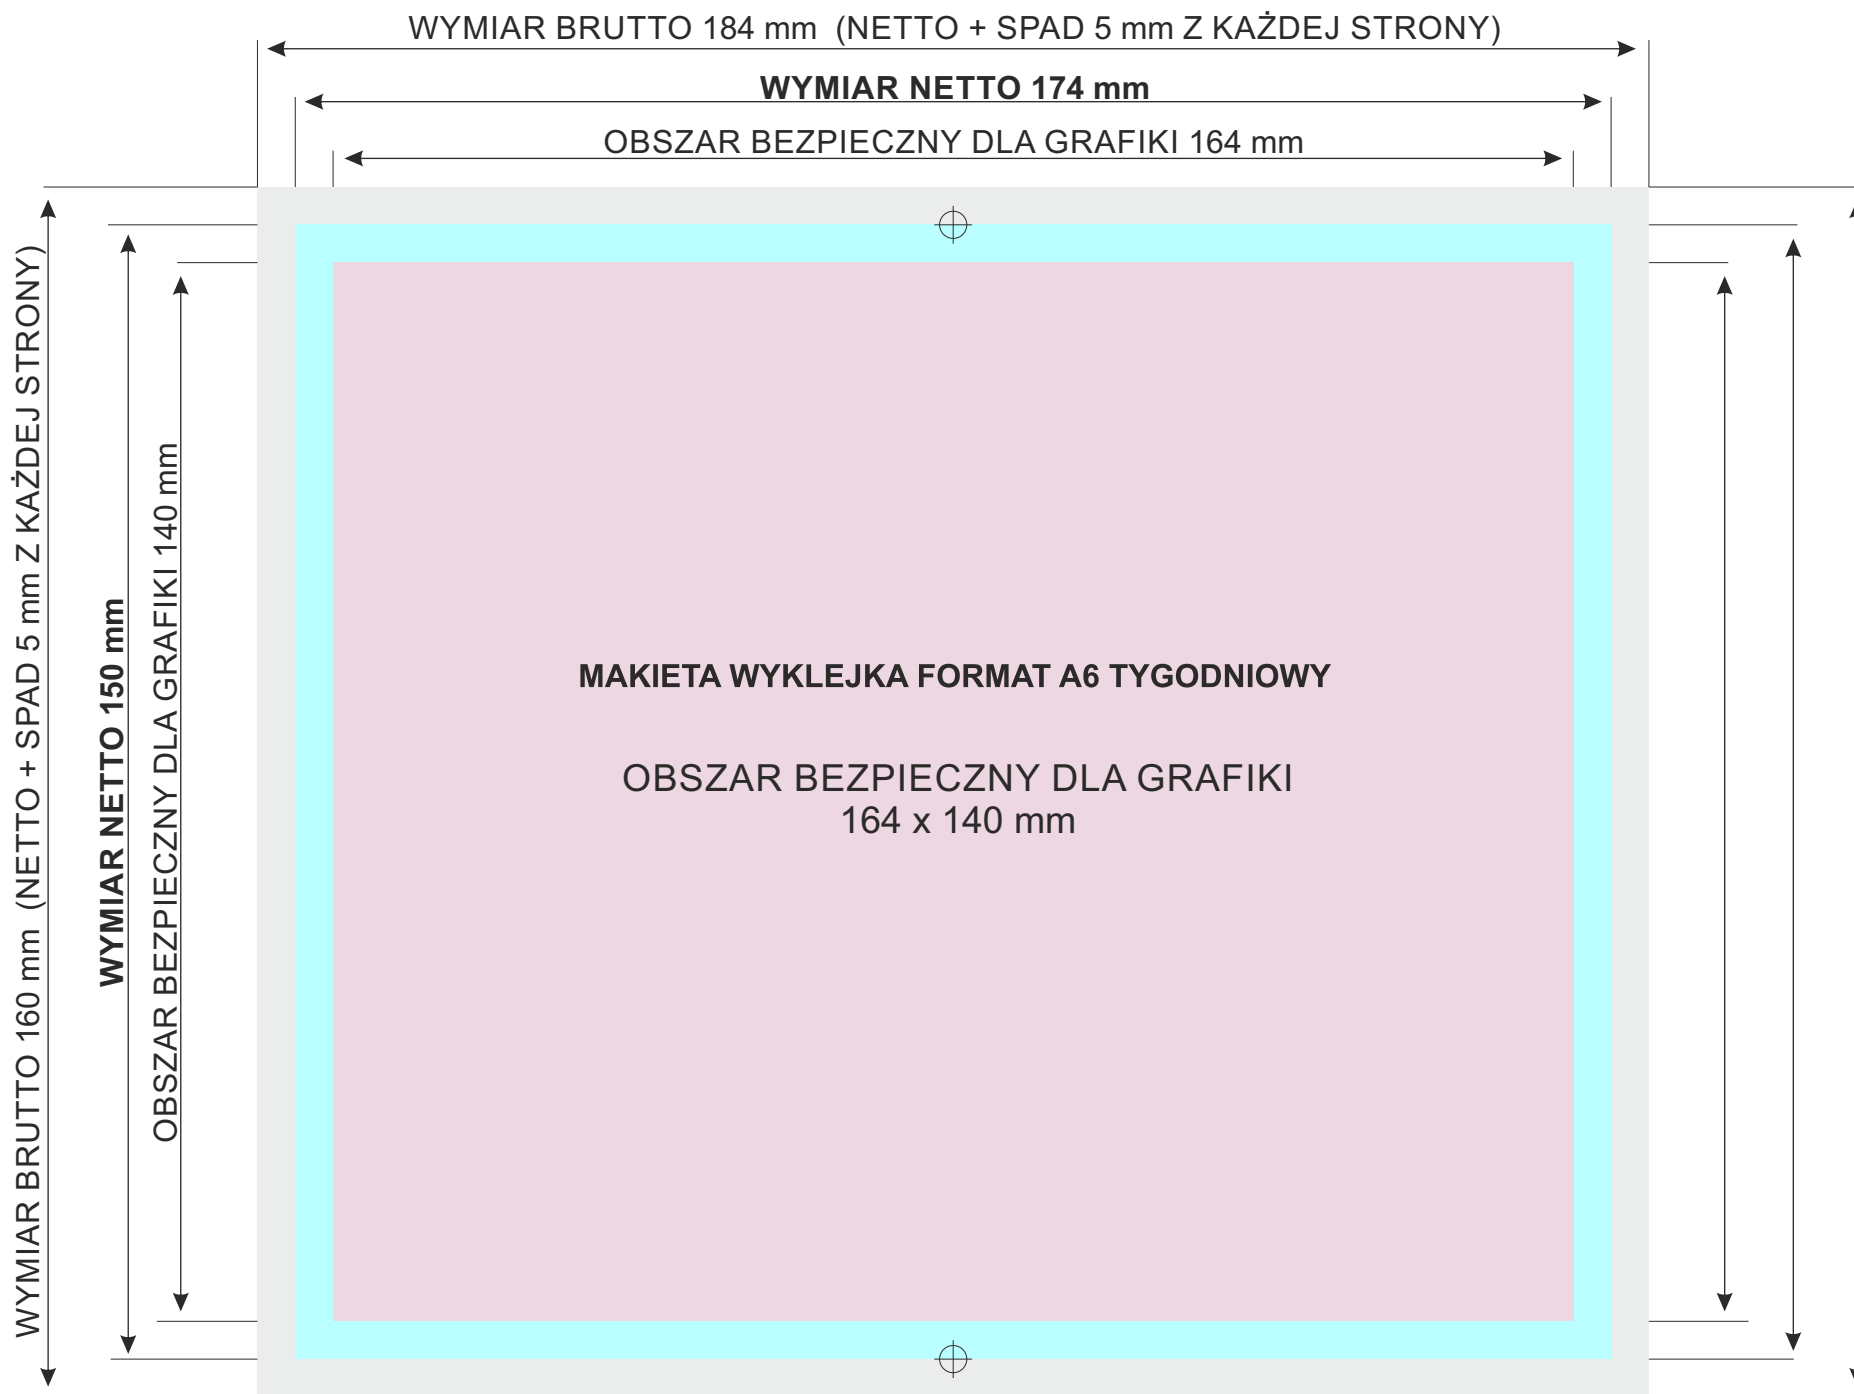 WYMIAR BRUTTO 184 mm  (NETTO + SPAD 5 mm Z KAŻDEJ STRONY)
WYMIAR NETTO 174 mm
OBSZAR BEZPIECZNY DLA GRAFIKI 164 mm
WYMIAR BRUTTO 160 mm  (NETTO + SPAD 5 mm Z KAŻDEJ STRONY)
WYMIAR NETTO 150 mm
OBSZAR BEZPIECZNY DLA GRAFIKI 140 mm
MAKIETA WYKLEJKA FORMAT A6 TYGODNIOWY
OBSZAR BEZPIECZNY DLA GRAFIKI
164 x 140 mm